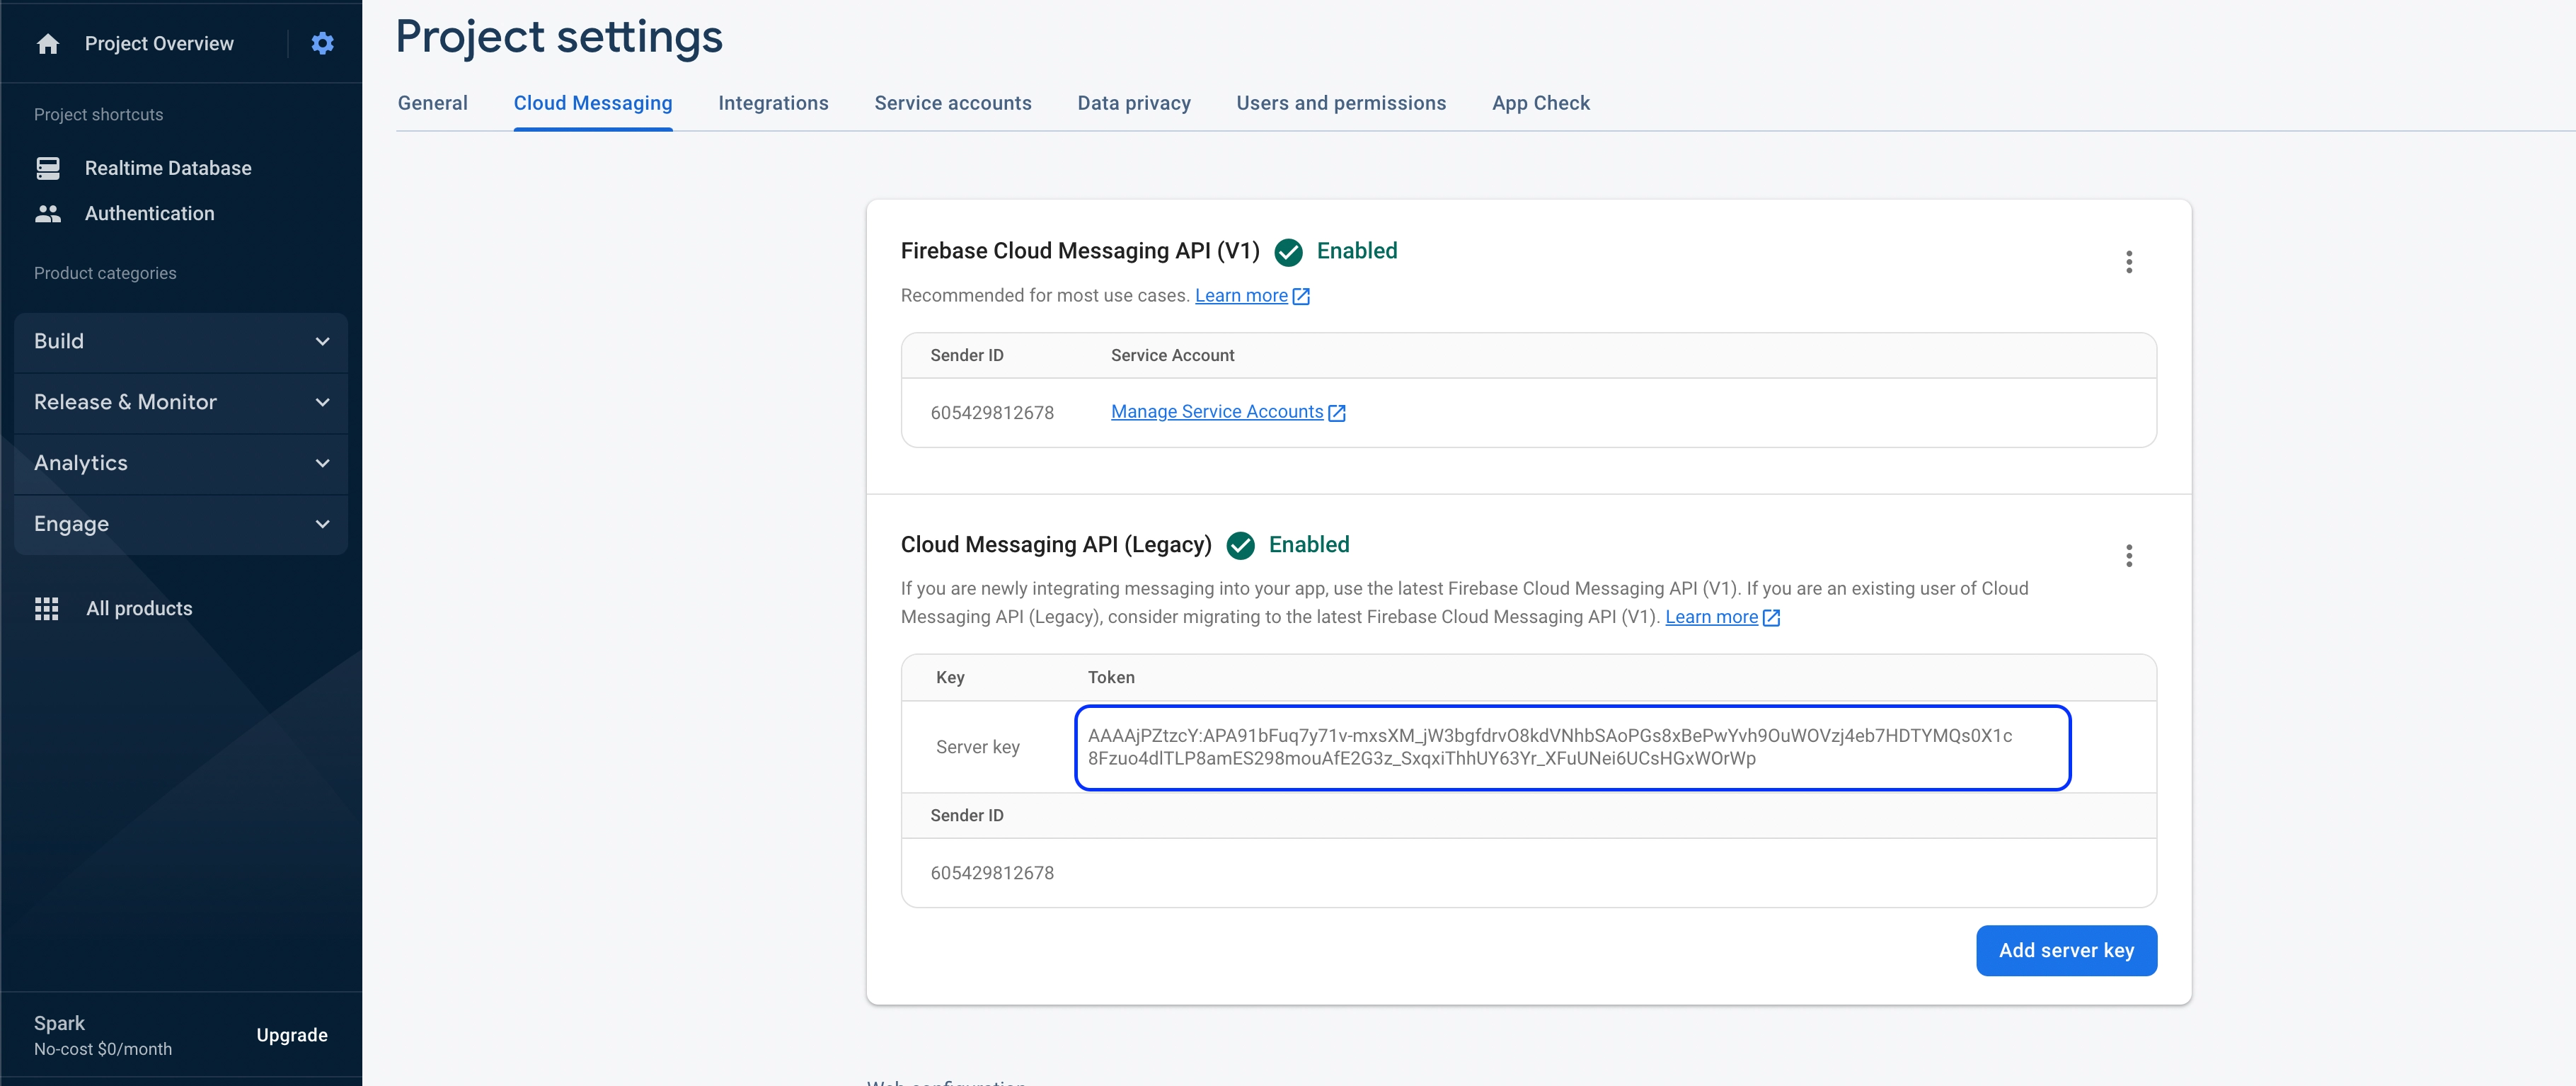 Project Overview
Project shortcuts
Realtime Database
Authentication
Product categories
Build
Release & Monitor
Analytics
Engage
All products
Spark
No-cost $0/month
Upgrade
Project settings
General
Cloud Messaging
Integrations
Service accounts
Data privacy
Users and permissions
App Check
Firebase Cloud Messaging API (V1)
Enabled
Recommended for most use cases. Learn more
Sender ID
Service Account
605429812678
Manage Service Accounts
Cloud Messaging API (Legacy)
Enabled
If you are newly integrating messaging into your app, use the latest Firebase Cloud Messaging API (V1). If you are an existing user of Cloud
Messaging API (Legacy), consider migrating to the latest Firebase Cloud Messaging API (V1). Learn more
Key
Token
Server key
AAAAjPZtzcY:APA91bFuq7y71v-mxsXM_jW3bgfdrvO8kdVNhbSAoPGs8xBePwYvh9OuWOVzj4eb7HDTYMQs0X1c
8Fzuo4dlTLP8amES298mouAfE2G3z_SxqxiThhUY63Yr_XFuUNei6UCsHGxWOrWp
Sender ID
605429812678
Add server key
Web configuration